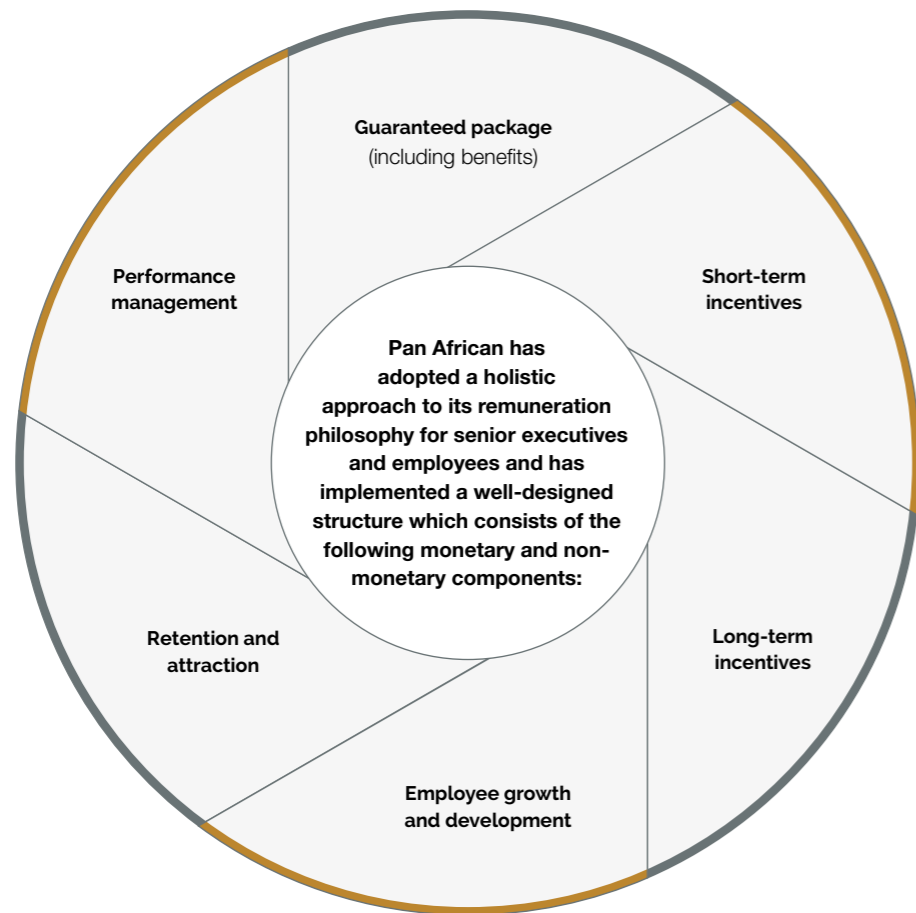 Guaranteed package
(including benefits)
Short-term
incentives
Long-term
incentives
Employee growth
and development
Retention and
attraction
Performance
management
Pan African has
adopted a holistic
approach to its remuneration
philosophy for senior executives
and employees and has
implemented a well-designed
structure which consists of the
following monetary and non-
monetary components: